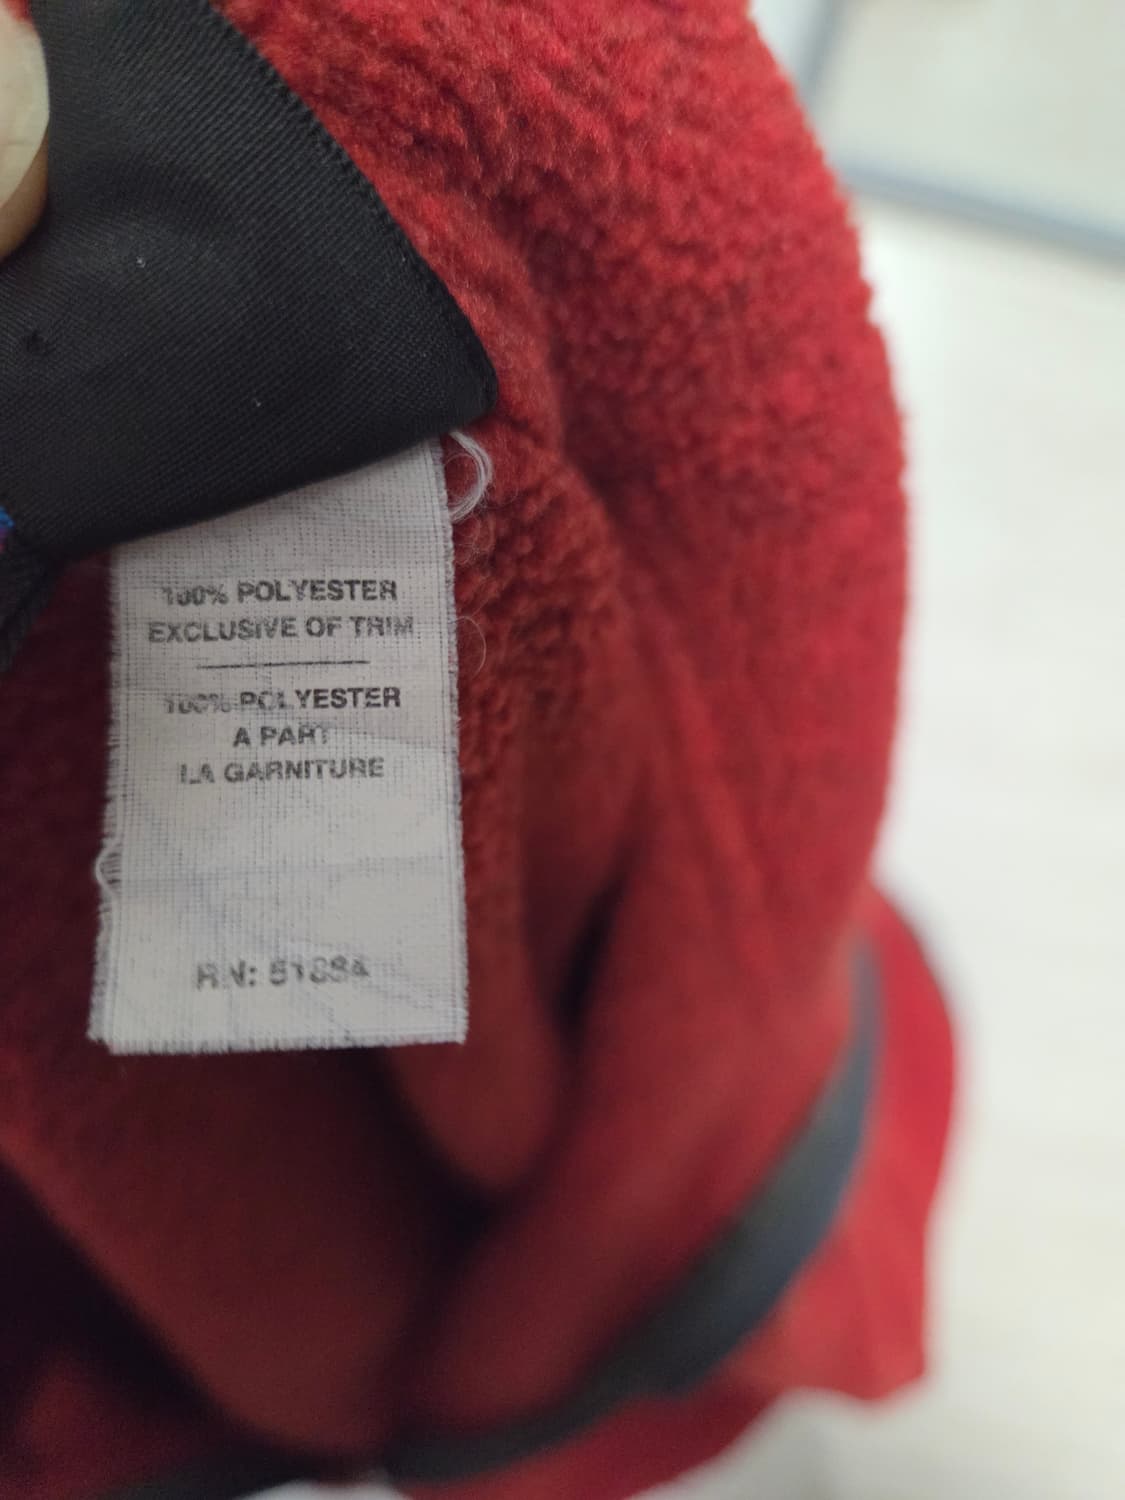 100% POLYESTER
EXCLUSIVE OF TRIM
100% POLYESTER
A PART
LA GARNITURE
RN: 51884